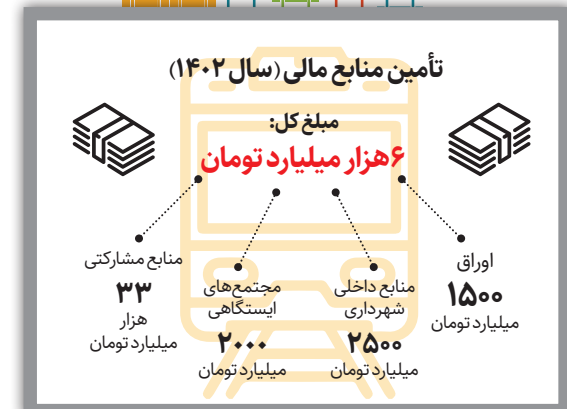 تأمین منابع مالی (سال ۱۴۰۲)
مبلغ کل:
۶هزار میلیارد تومان
اوراق
۱۵۰۰
میلیارد تومان
منابع داخلی
شهرداری
۲۵۰۰
میلیارد تومان
مجتمع‌های
ایستگاهی
۲۰۰۰
میلیارد تومان
منابع مشارکتی
۳۳
هزار
میلیارد تومان